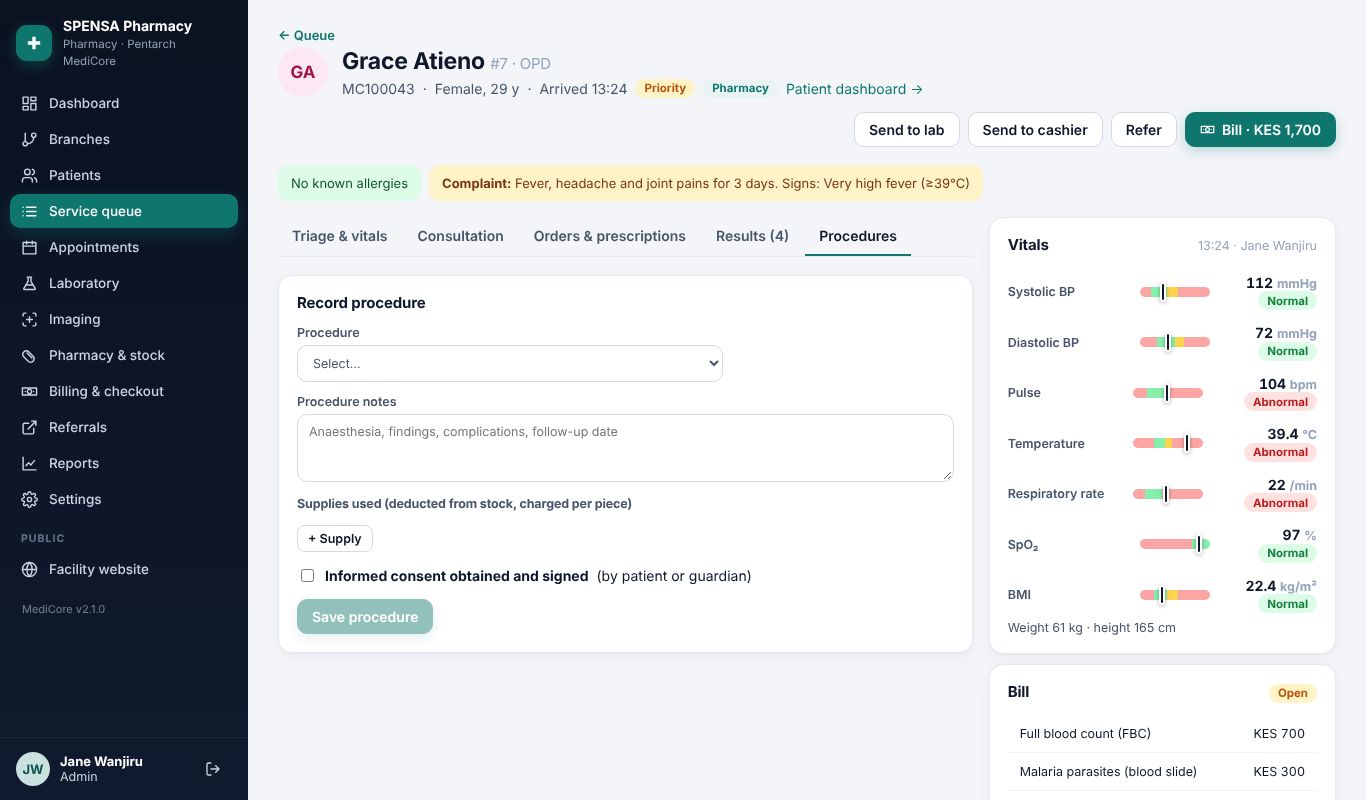 SPENSA Pharmacy
Pharmacy · Pentarch
MediCore
Dashboard
Branches
Patients
Service queue
Appointments
Laboratory
Imaging
Pharmacy & stock
Billing & checkout
Referrals
Reports
Settings
PUBLIC
Facility website
MediCore v2.1.0
JW
Jane Wanjiru
Admin
← Queue
GA
Grace Atieno #7 · OPD
MC100043 · Female, 29 y · Arrived 13:24 Priority Pharmacy Patient dashboard →
Send to lab Send to cashier Refer Bill · KES 1,700
No known allergies
Complaint: Fever, headache and joint pains for 3 days. Signs: Very high fever (≥39°C)
Triage & vitals Consultation Orders & prescriptions Results (4) Procedures
Record procedure
Procedure
Select...
Procedure notes
Anaesthesia, findings, complications, follow-up date
Supplies used (deducted from stock, charged per piece)
+ Supply
Informed consent obtained and signed (by patient or guardian)
Save procedure
Vitals 13:24 · Jane Wanjiru
Systolic BP 112 mmHg
Normal
Diastolic BP 72 mmHg
Normal
Pulse 104 bpm
Abnormal
Temperature 39.4 °C
Abnormal
Respiratory rate 22 /min
Abnormal
SpO₂ 97 %
Normal
BMI 22.4 kg/m²
Normal
Weight 61 kg · height 165 cm
Bill Open
Full blood count (FBC) KES 700
Malaria parasites (blood slide) KES 300